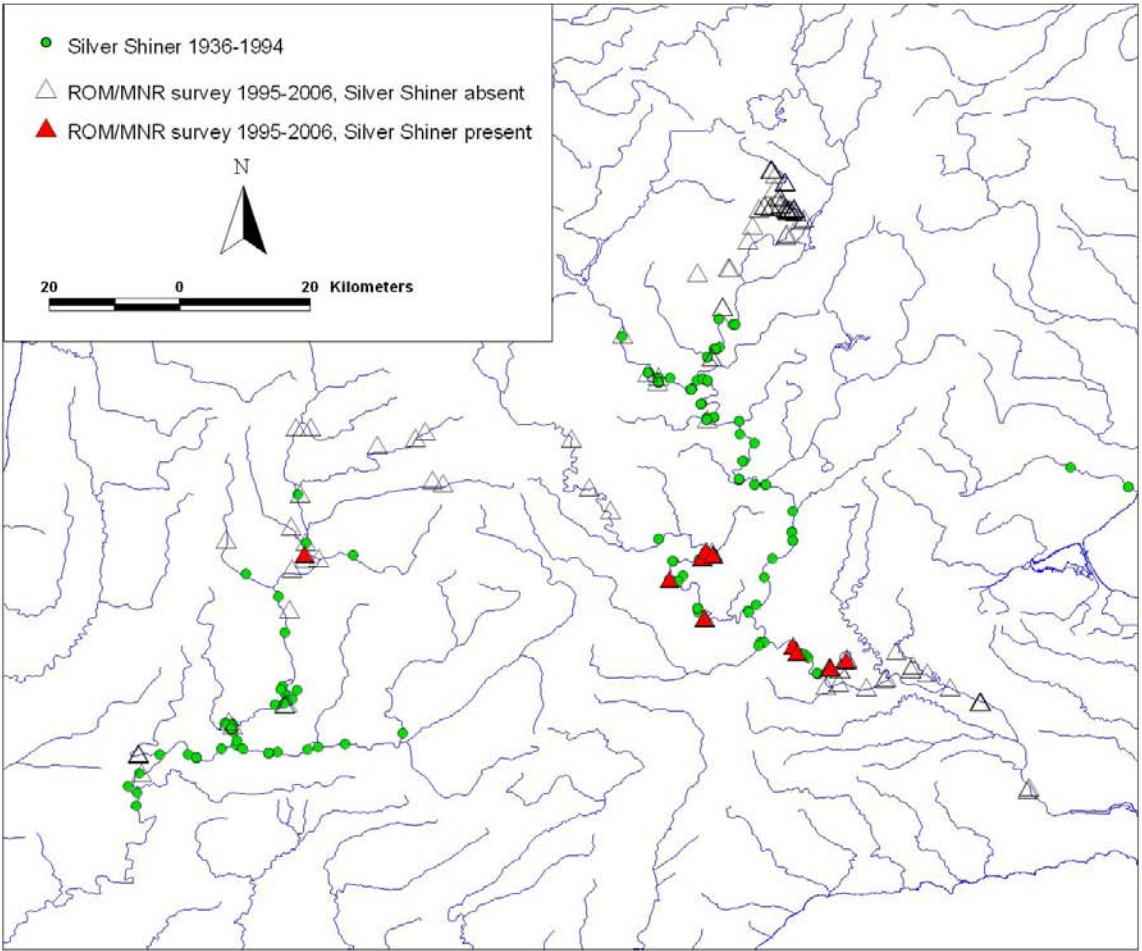 Silver Shiner 1936-1994
ROM/MNR survey 1995-2006, Silver Shiner absent
ROM/MNR survey 1995-2006, Silver Shiner present
N
20 0 20 Kilometers